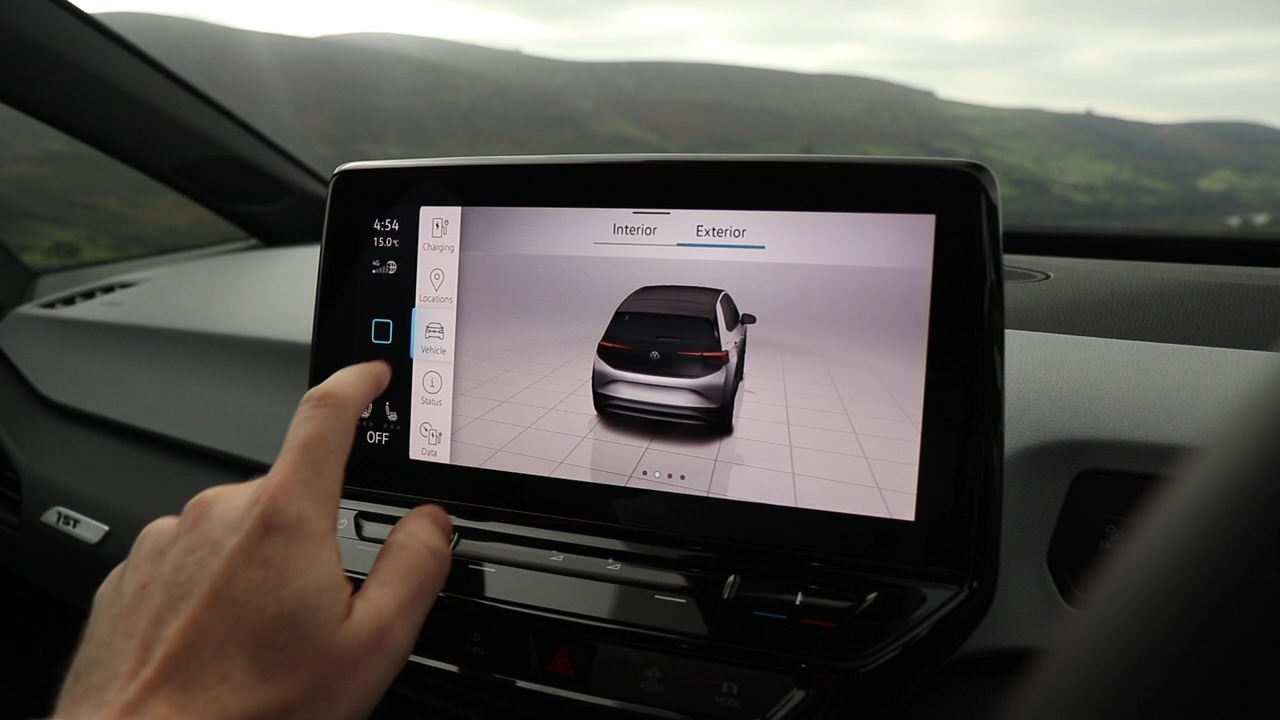 4:54
15.0°C
4G
Charging
Locations
Vehicle
Status
Data
OFF
Interior
Exterior
1ST